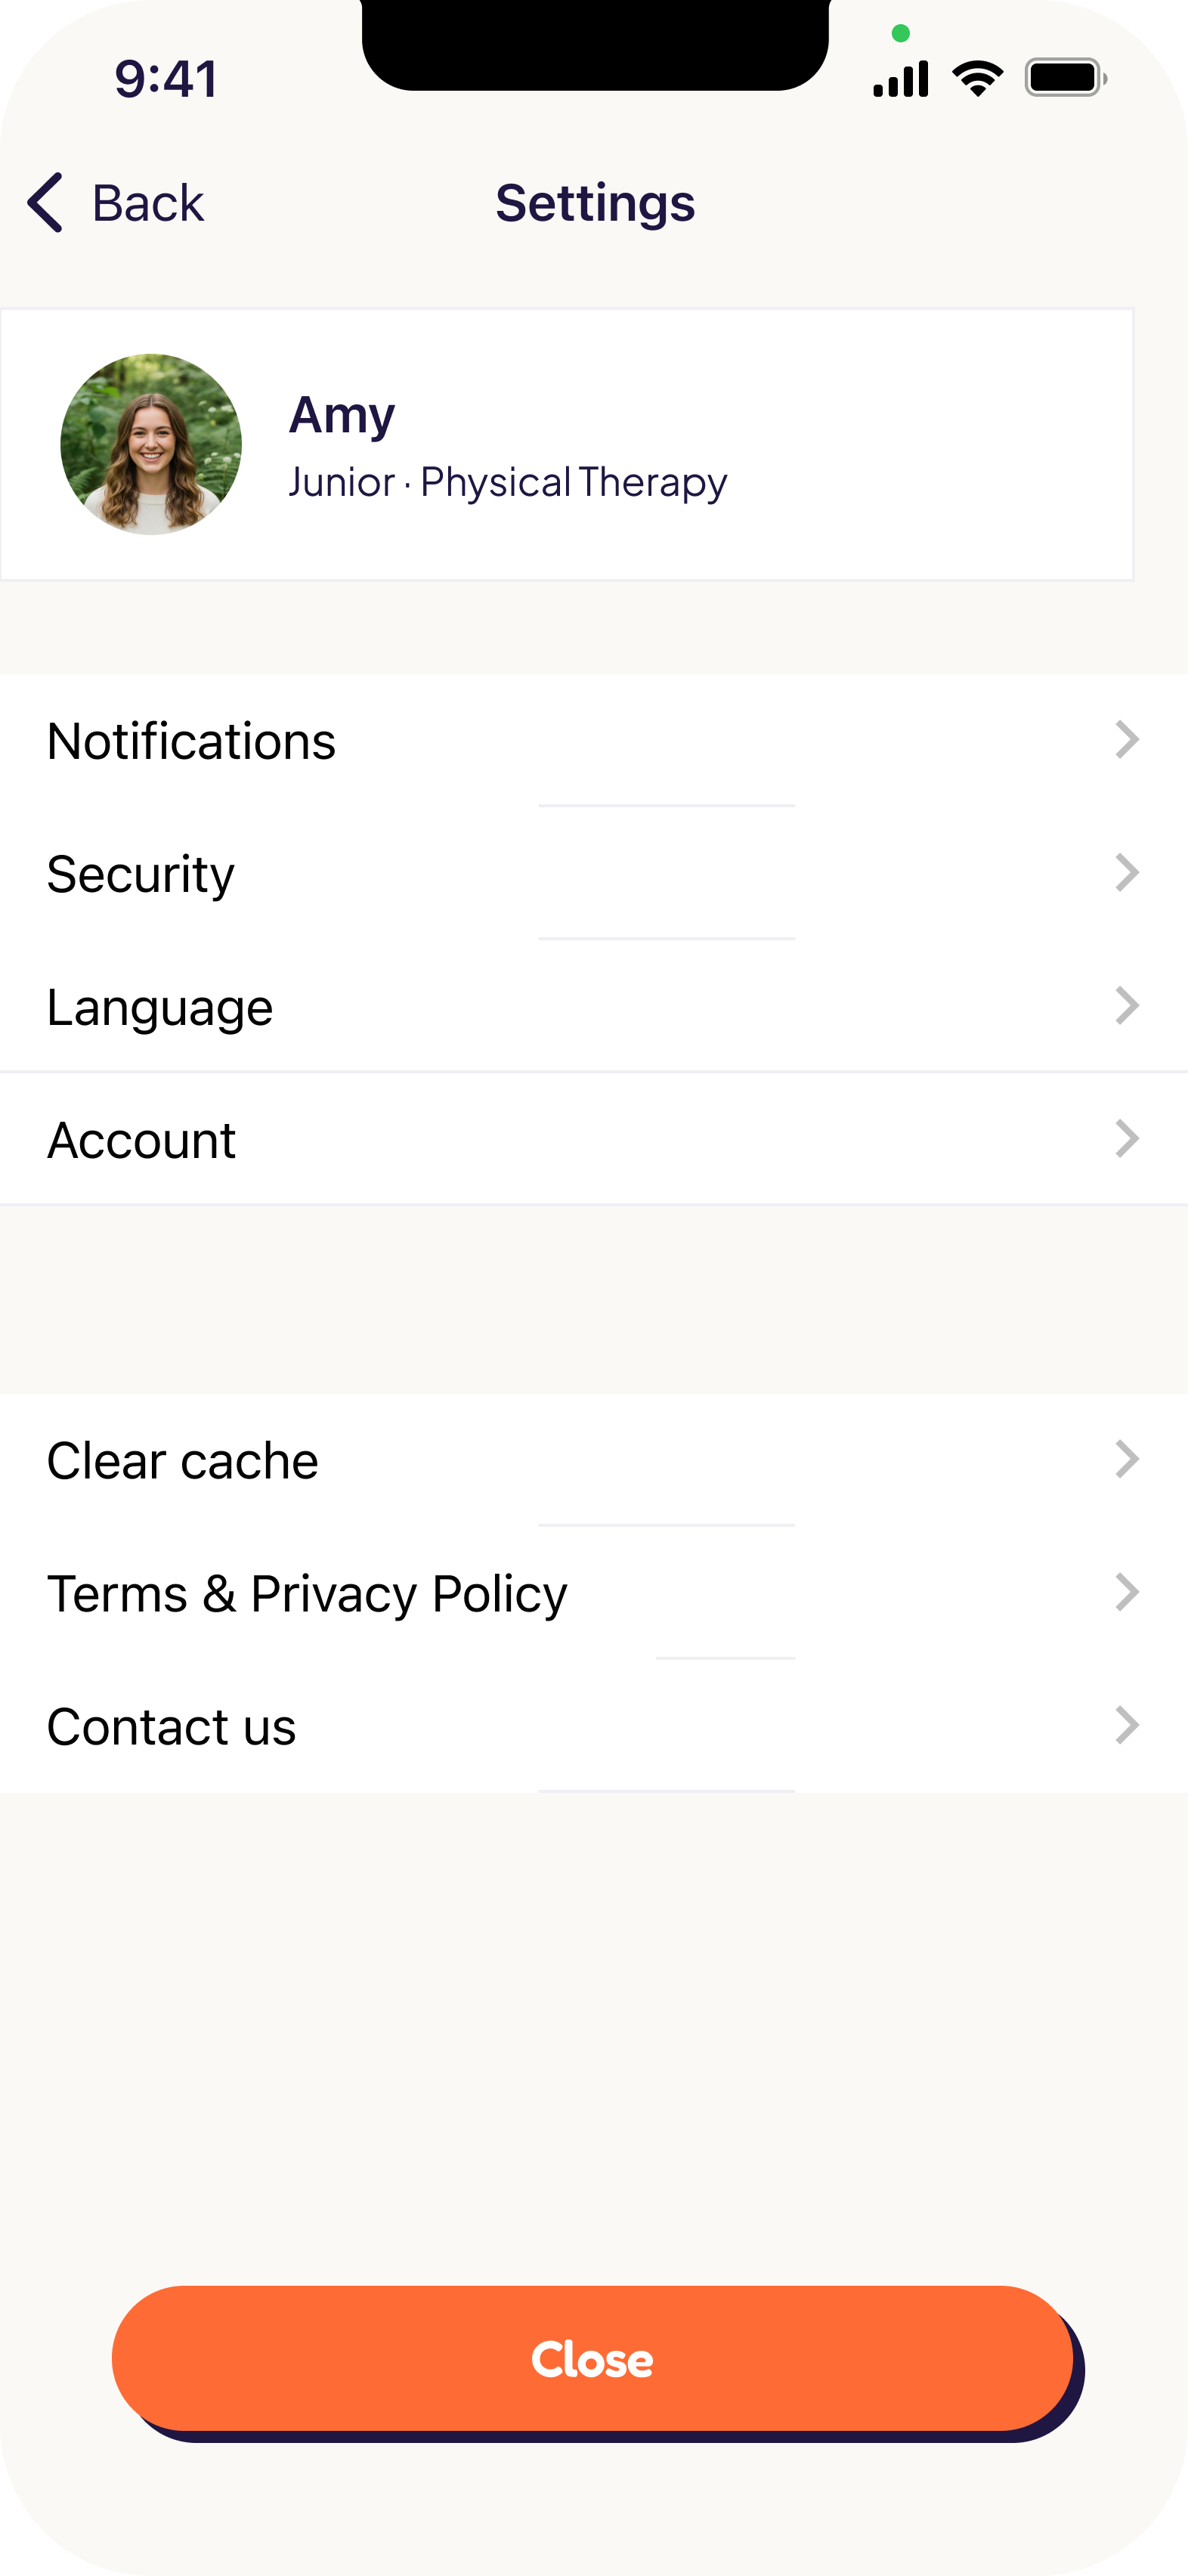 9:41
Back
Settings
Amy
Junior · Physical Therapy
Notifications
Security
Language
Account
Clear cache
Terms & Privacy Policy
Contact us
Close